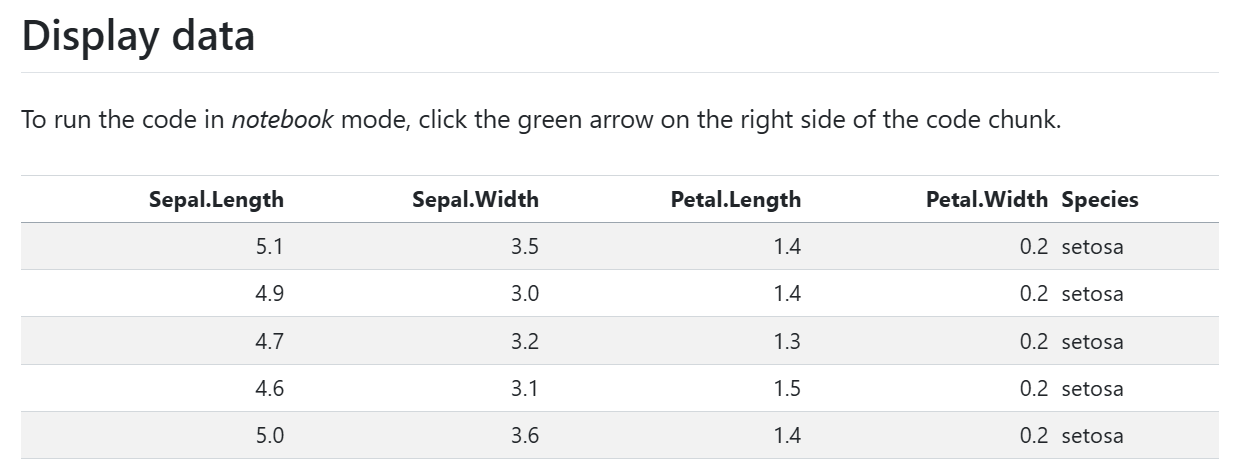 Display data
To run the code in notebook mode, click the green arrow on the right side of the code chunk.
Sepal.Length Sepal.Width Petal.Length Petal.Width Species
5.1 3.5 1.4 0.2 setosa
4.9 3.0 1.4 0.2 setosa
4.7 3.2 1.3 0.2 setosa
4.6 3.1 1.5 0.2 setosa
5.0 3.6 1.4 0.2 setosa